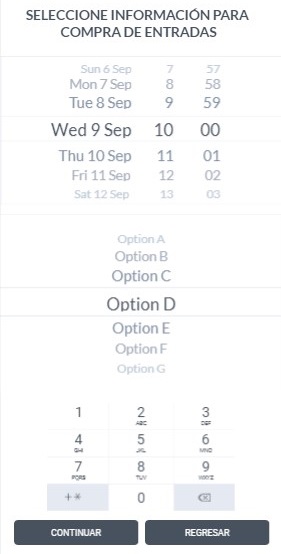 SELECCIONE INFORMACIÓN PARA
COMPRA DE ENTRADAS
Sun 6 Sep 7 57
Mon 7 Sep 8 58
Tue 8 Sep 9 59
Wed 9 Sep 10 00
Thu 10 Sep 11 01
Fri 11 Sep 12 02
Sat 12 Sep 13 03
Option A
Option B
Option C
Option D
Option E
Option F
Option G
1 2 3
ABC DEF
4 5 6
GHI JKL MNO
7 8 9
PQRS TUV WXYZ
+∗ 0
CONTINUAR REGRESAR